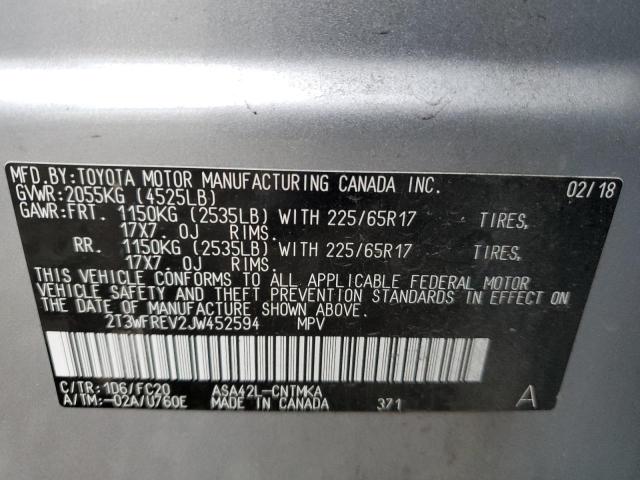 MFD.BY:TOYOTA MOTOR MANUFACTURING CANADA INC. 02/18
GVWR:2055KG (4525LB)
GAWR:FRT. 1150KG (2535LB) WITH 225/65R17 TIRES,
17X7.0J RIMS.
RR. 1150KG (2535LB) WITH 225/65R17 TIRES,
17X7.0J RIMS.
THIS VEHICLE CONFORMS TO ALL APPLICABLE FEDERAL MOTOR
VEHICLE SAFETY AND THEFT PREVENTION STANDARDS IN EFFECT ON
THE DATE OF MANUFACTURE SHOWN ABOVE.
2T3WFREV2JW452594 MPV
C/TR:1D6/FC20 ASA42L-CNTMKA
A/TM:-02A/U760E MADE IN CANADA 371 A